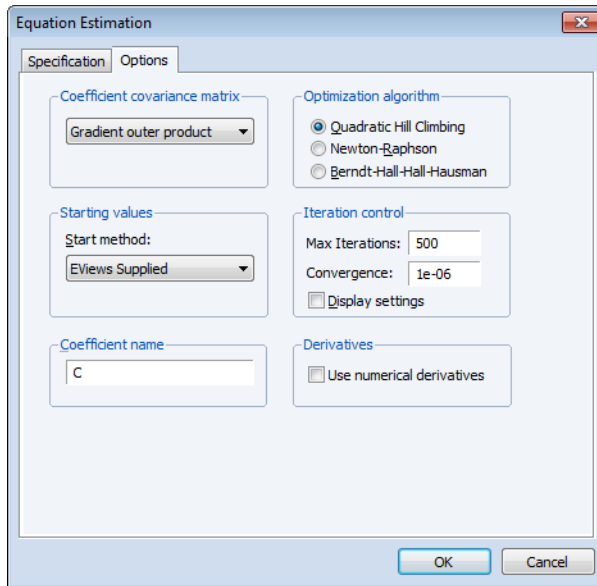 Equation Estimation
Specification
Options
Coefficient covariance matrix
Gradient outer product
Optimization algorithm
Quadratic Hill Climbing
Newton-Raphson
Berndt-Hall-Hall-Hausman
Starting values
Start method:
EViews Supplied
Iteration control
Max Iterations: 500
Convergence: 1e-06
Display settings
Coefficient name
C
Derivatives
Use numerical derivatives
OK
Cancel